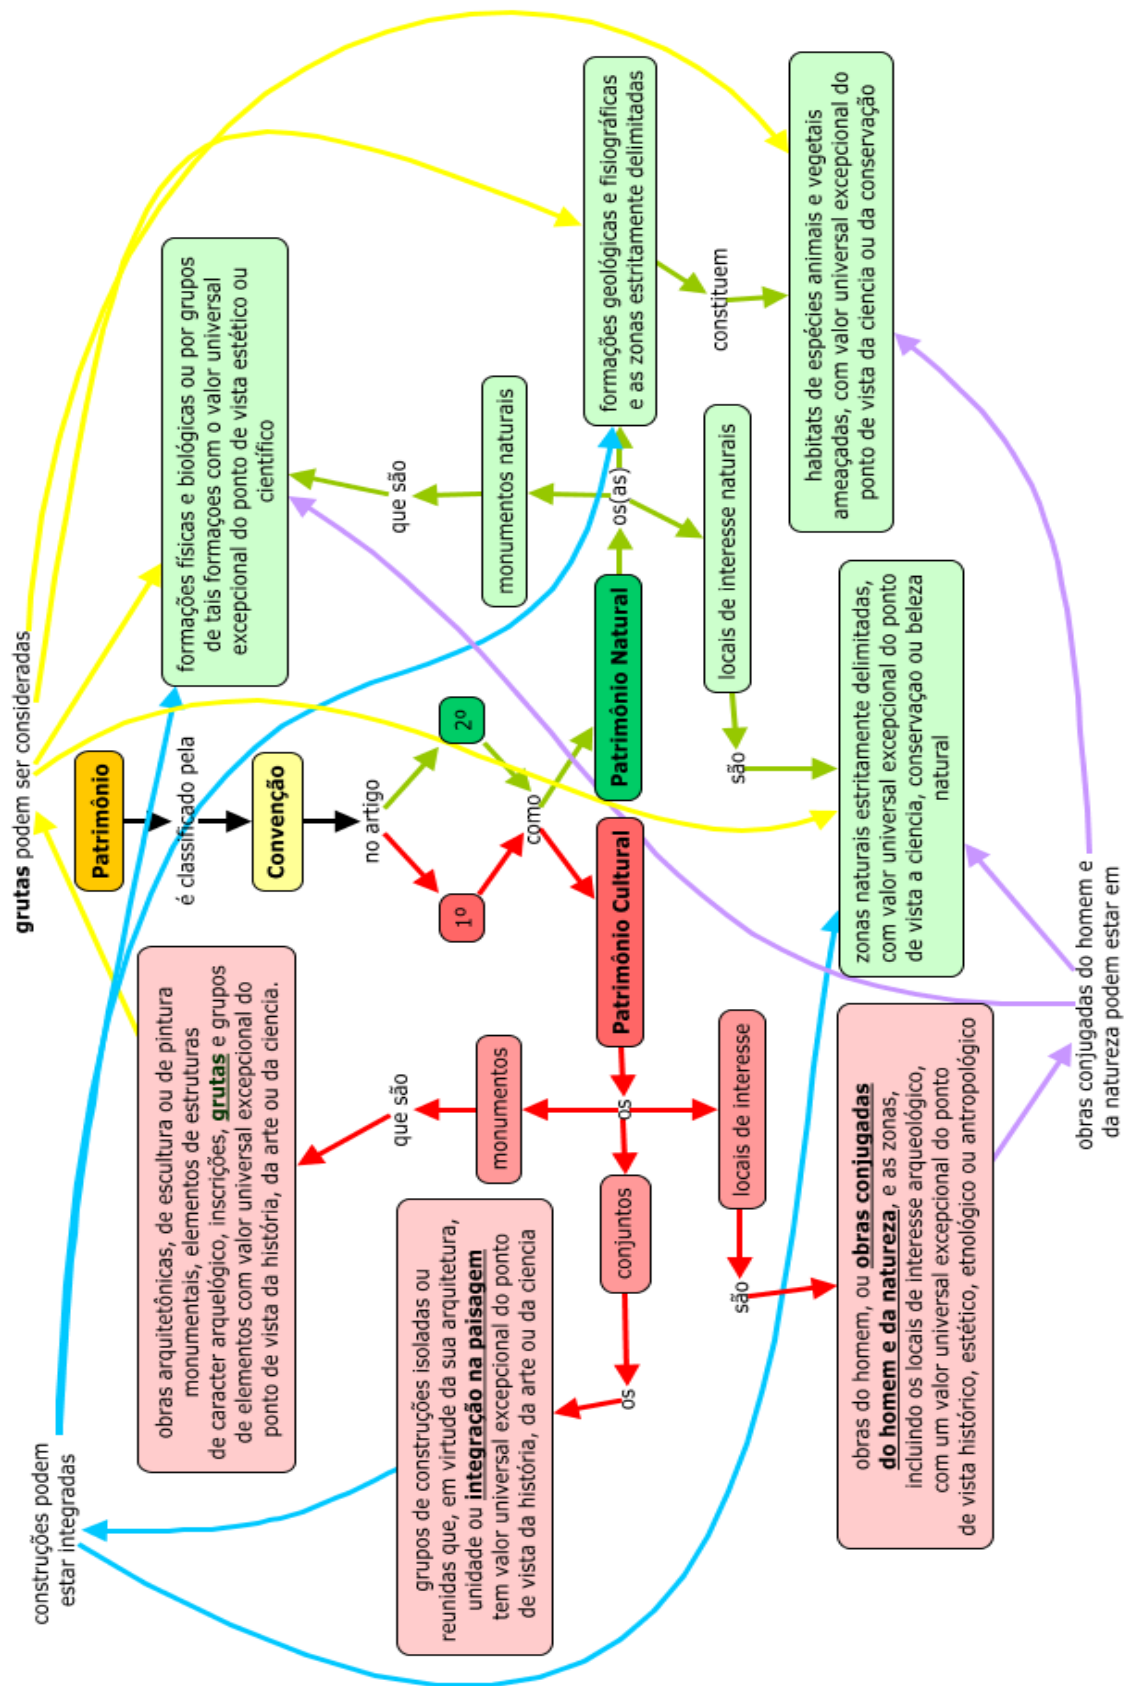 grutas podem ser consideradas
Patrimônio
é classificado pela
Convenção
no artigo
1º
2º
como
Patrimônio Cultural
Patrimônio Natural
construções podem
estar integradas
obras arquitetônicas, de escultura ou de pintura
monumentais, elementos de estruturas
de caracter arquelógico, inscrições, grutas e grupos
de elementos com valor universal excepcional do
ponto de vista da história, da arte ou da ciencia.
que são
monumentos
os
grupos de construções isoladas ou
reunidas que, em virtude da sua arquitetura,
unidade ou integração na paisagem
tem valor universal excepcional do ponto
de vista da história, da arte ou da ciencia
os
conjuntos
locais de interesse
são
obras do homem, ou obras conjugadas
do homem e da natureza, e as zonas,
incluindo os locais de interesse arqueológico,
com um valor universal excepcional do ponto
de vista histórico, estético, etnológico ou antropológico
formações físicas e biológicas ou por grupos
de tais formaçoes com o valor universal
excepcional do ponto de vista estético ou
científico
que são
monumentos naturais
os(as)
formações geológicas e fisiográficas
e as zonas estritamente delimitadas
constituem
habitats de espécies animais e vegetais
ameaçadas, com valor universal excepcional do
ponto de vista da ciencia ou da conservação
locais de interesse naturais
são
zonas naturais estritamente delimitadas,
com valor universal excepcional do ponto
de vista a ciencia, conservaçao ou beleza
natural
obras conjugadas do homem e
da natureza podem estar em